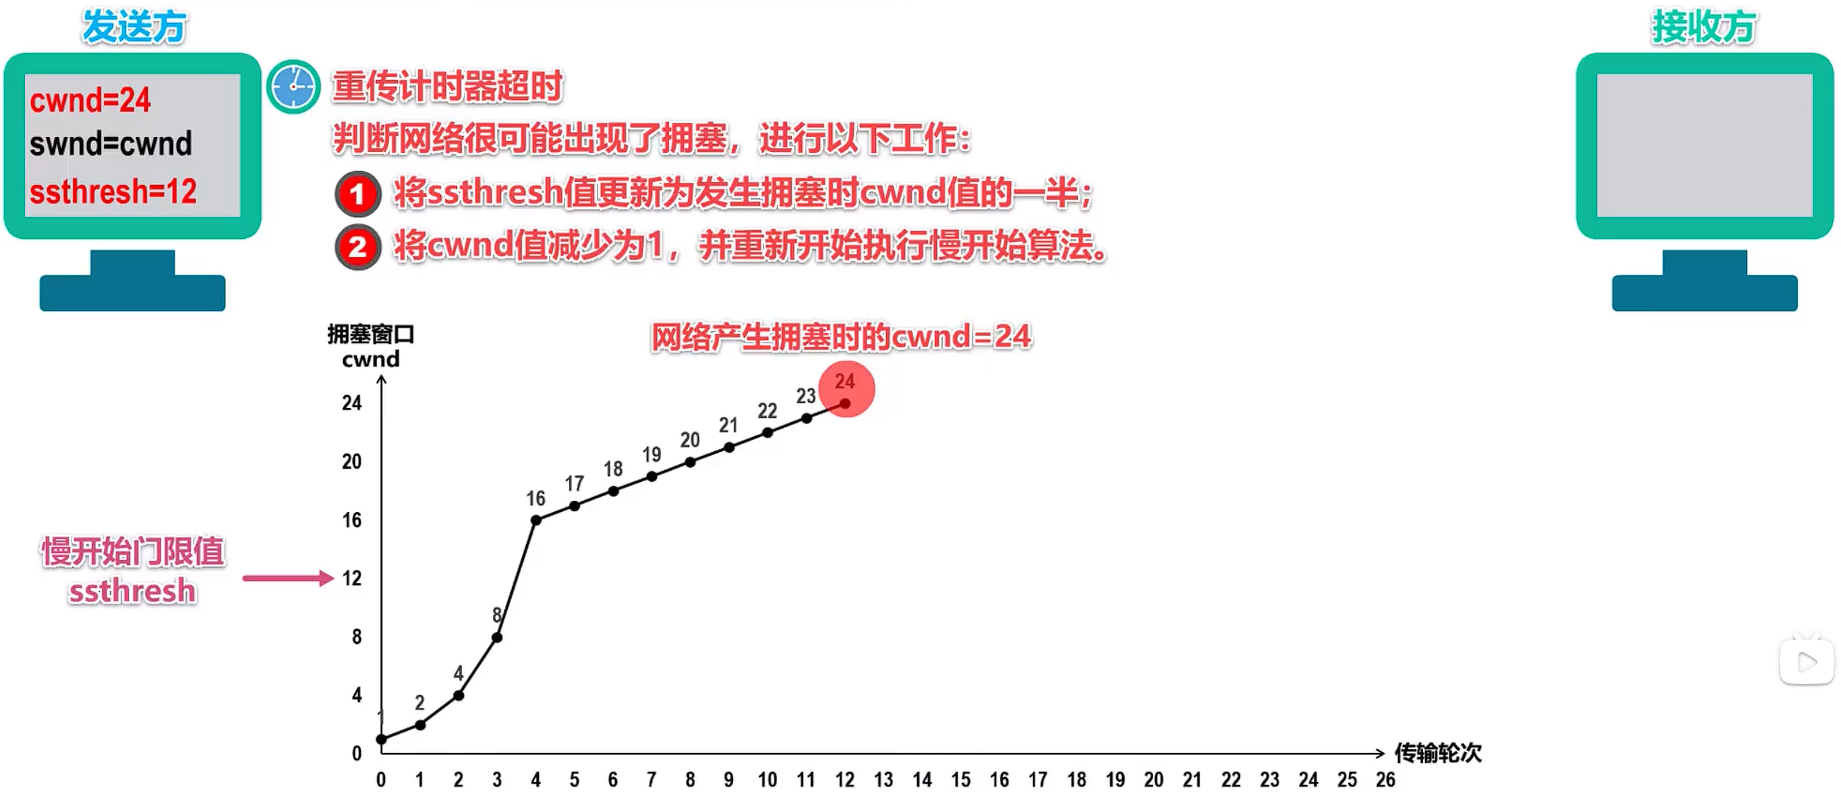 发送方
接收方
cwnd=24
swnd=cwnd
ssthresh=12
重传计时器超时
判断网络很可能出现了拥塞，进行以下工作：
1 将ssthresh值更新为发生拥塞时cwnd值的一半；
2 将cwnd值减少为1，并重新开始执行慢开始算法。
拥塞窗口
cwnd
网络产生拥塞时的cwnd=24
24
20
16
12
8
4
0
慢开始门限值
ssthresh
1
2
4
8
16
17
18
19
20
21
22
23
24
0 1 2 3 4 5 6 7 8 9 10 11 12 13 14 15 16 17 18 19 20 21 22 23 24 25 26
传输轮次